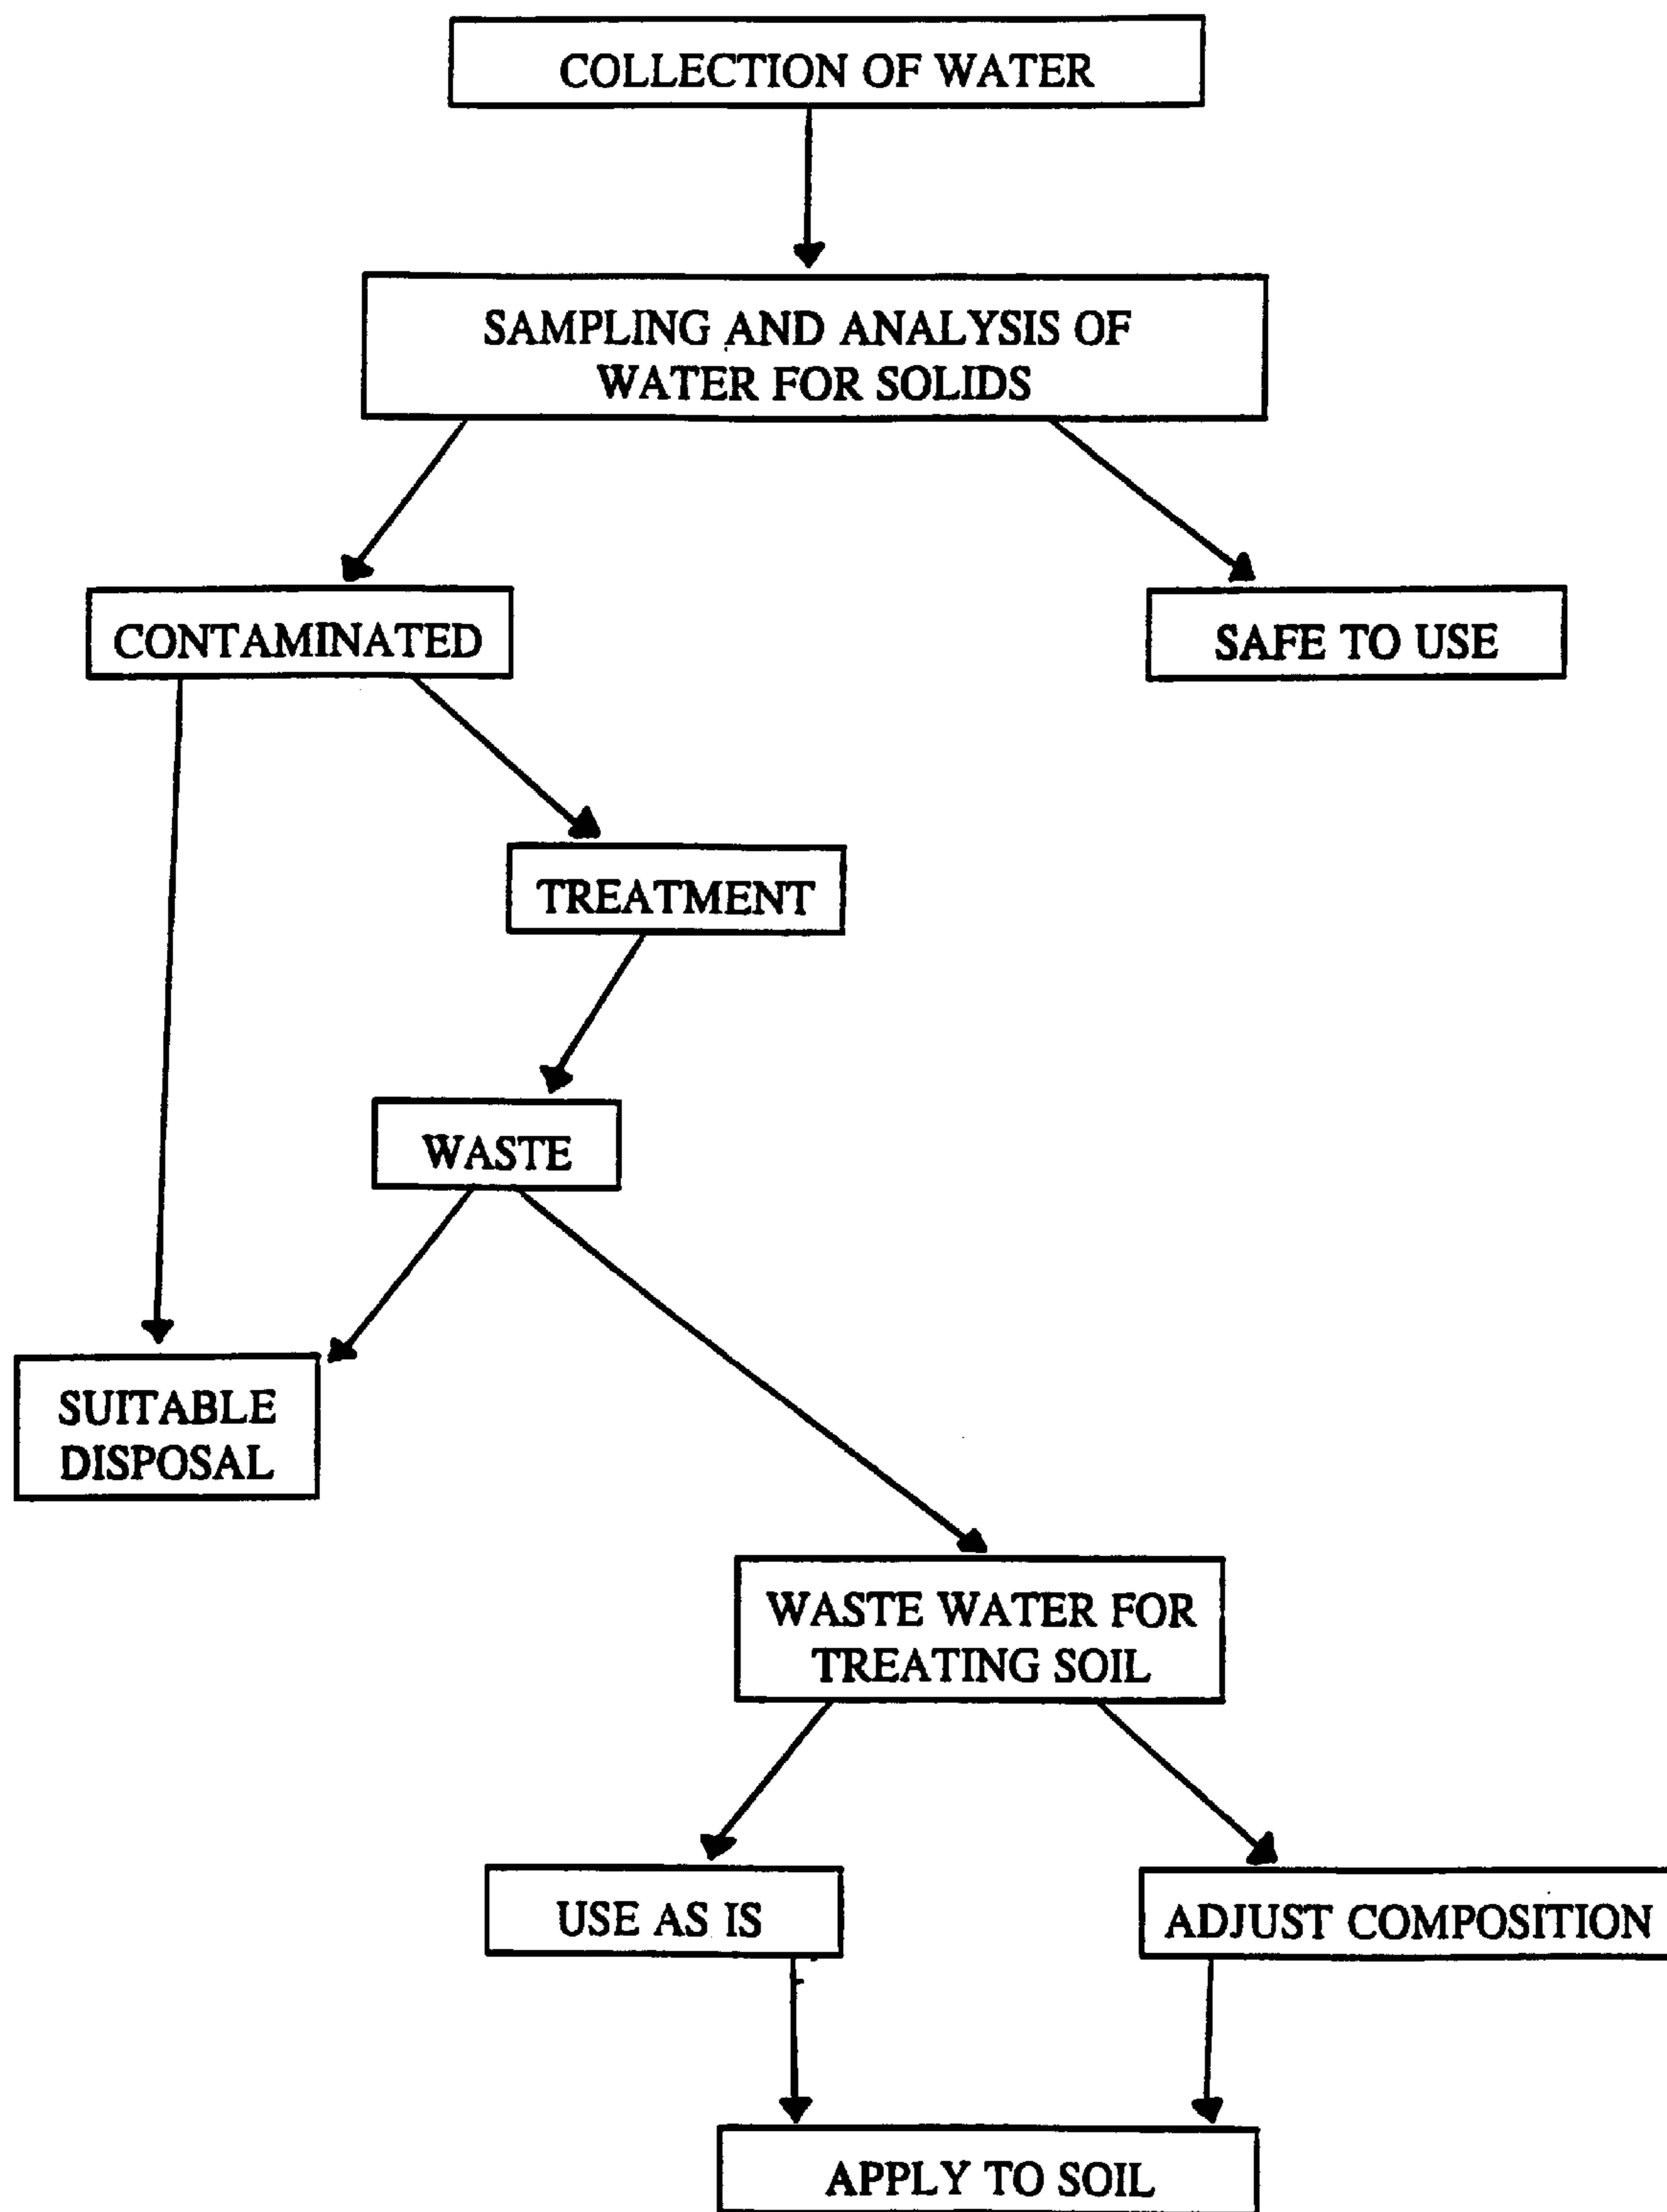 COLLECTION OF WATER
SAMPLING AND ANALYSIS OF
WATER FOR SOLIDS
CONTAMINATED
SAFE TO USE
TREATMENT
WASTE
SUITABLE
DISPOSAL
WASTE WATER FOR
TREATING SOIL
USE AS IS
ADJUST COMPOSITION
APPLY TO SOIL